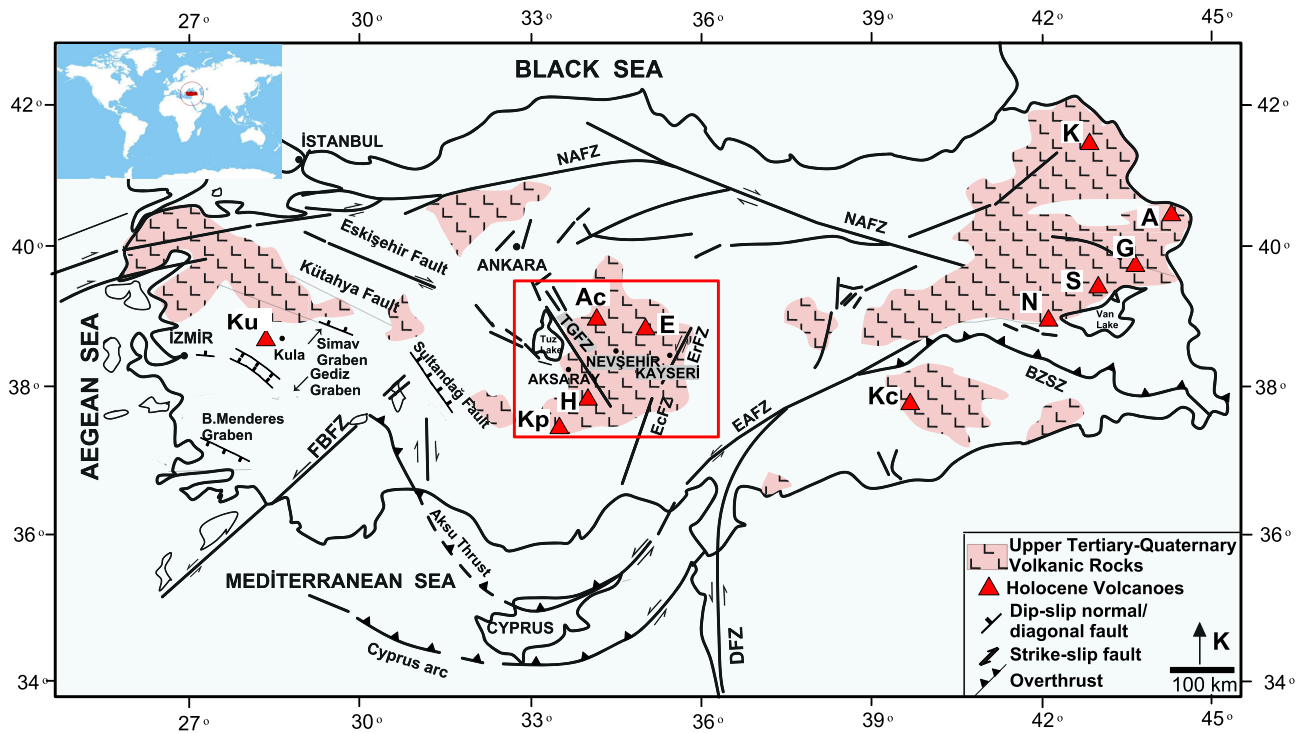 27° 33° 33° 36° 39° 42° 45°
BLACK SEA
42° 42°
K
İSTANBUL
NAFZ
A
NAFZ
Eskişehir Fault
40° 40°
G
ANKARA
Kütahya Fault
S
Ac
N
Ku
E
Van
Lake
TGFZ
İZMİR
Tuz
Lake
ErFZ
Kula
Simav
Graben
NEVŞEHİR
Gediz
Graben
KAYSERİ
AKSARAY
Sultandağ Fault
BZSZ
38° 38°
AEGEAN SEA
H
Kc
EcFZ
EAFZ
Kp
B.Menderes
Graben
FBFZ
36° 36°
Aksu Thrust
MEDİTERRANEAN SEA
CYPRUS
DFZ
Cyprus arc
Upper Tertiary-Quaternary
Volkanic Rocks
Holocene Volcanoes
Dip-slip normal/
diagonal fault
Strike-slip fault
Overthrust
K
100 km
34° 34°
27° 30° 33° 36° 39° 42° 45°